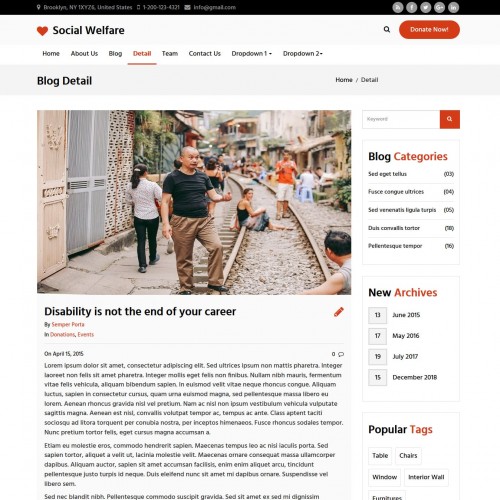 Brooklyn, NY 1XYZ6, United States 1-200-123-4321 info@gmail.com
Social Welfare
Donate Now!
Home About Us Blog Detail Team Contact Us Dropdown 1 Dropdown 2
Blog Detail
Home / Detail
Keyword
Blog Categories
Sed eget tellus (03)
Fusce congue ultrices (04)
Sed venenatis ligula turpis (05)
Duis convallis tortor (18)
Pellentesque tempor (16)
New Archives
13 June 2015
17 May 2016
19 July 2017
15 December 2018
Popular Tags
Table Chairs
Window Interior Wall
Furnitures
Disability is not the end of your career
By Semper Porta
In Donations, Events
On April 15, 2015 0
Lorem ipsum dolor sit amet, consectetur adipiscing elit. Sed ultrices ipsum non mattis pharetra. Integer
laoreet non felis sit amet pharetra. Integer mollis eget felis non finibus. Nullam nibh mauris, fermentum
vitae felis vehicula, aliquam bibendum sapien. In euismod velit vitae neque rhoncus congue. Aliquam
luctus, sapien in consectetur cursus, quam urna euismod magna, sed pellentesque massa libero eu
lorem. Aenean rhoncus gravida nisl vel pretium. Nam ac nisl non ipsum vestibulum vehicula vulputate
sagittis magna. Aenean est nisl, convallis volutpat tempor ac, tempus ac ante. Class aptent taciti
sociosqu ad litora torquent per conubia nostra, per inceptos himenaeos. Fusce rhoncus sodales tempor.
Nunc pretium tortor felis, eget cursus magna egestas ac.
Etiam eu molestie eros, commodo hendrerit sapien. Maecenas tempus leo ac nisi iaculis porta. Sed
sapien tortor, aliquet a velit ut, lacinia molestie velit. Maecenas ornare consequat massa ullamcorper
dapibus. Aliquam auctor, sapien sit amet accumsan facilisis, enim enim aliquet arcu, tincidunt
pellentesque justo turpis id neque. Duis eleifend nunc sit amet mi dapibus ornare. Suspendisse vel
libero sem.
Sed nec blandit nibh. Pellentesque commodo suscipit gravida. Sed sit amet ex sed mi dignissim